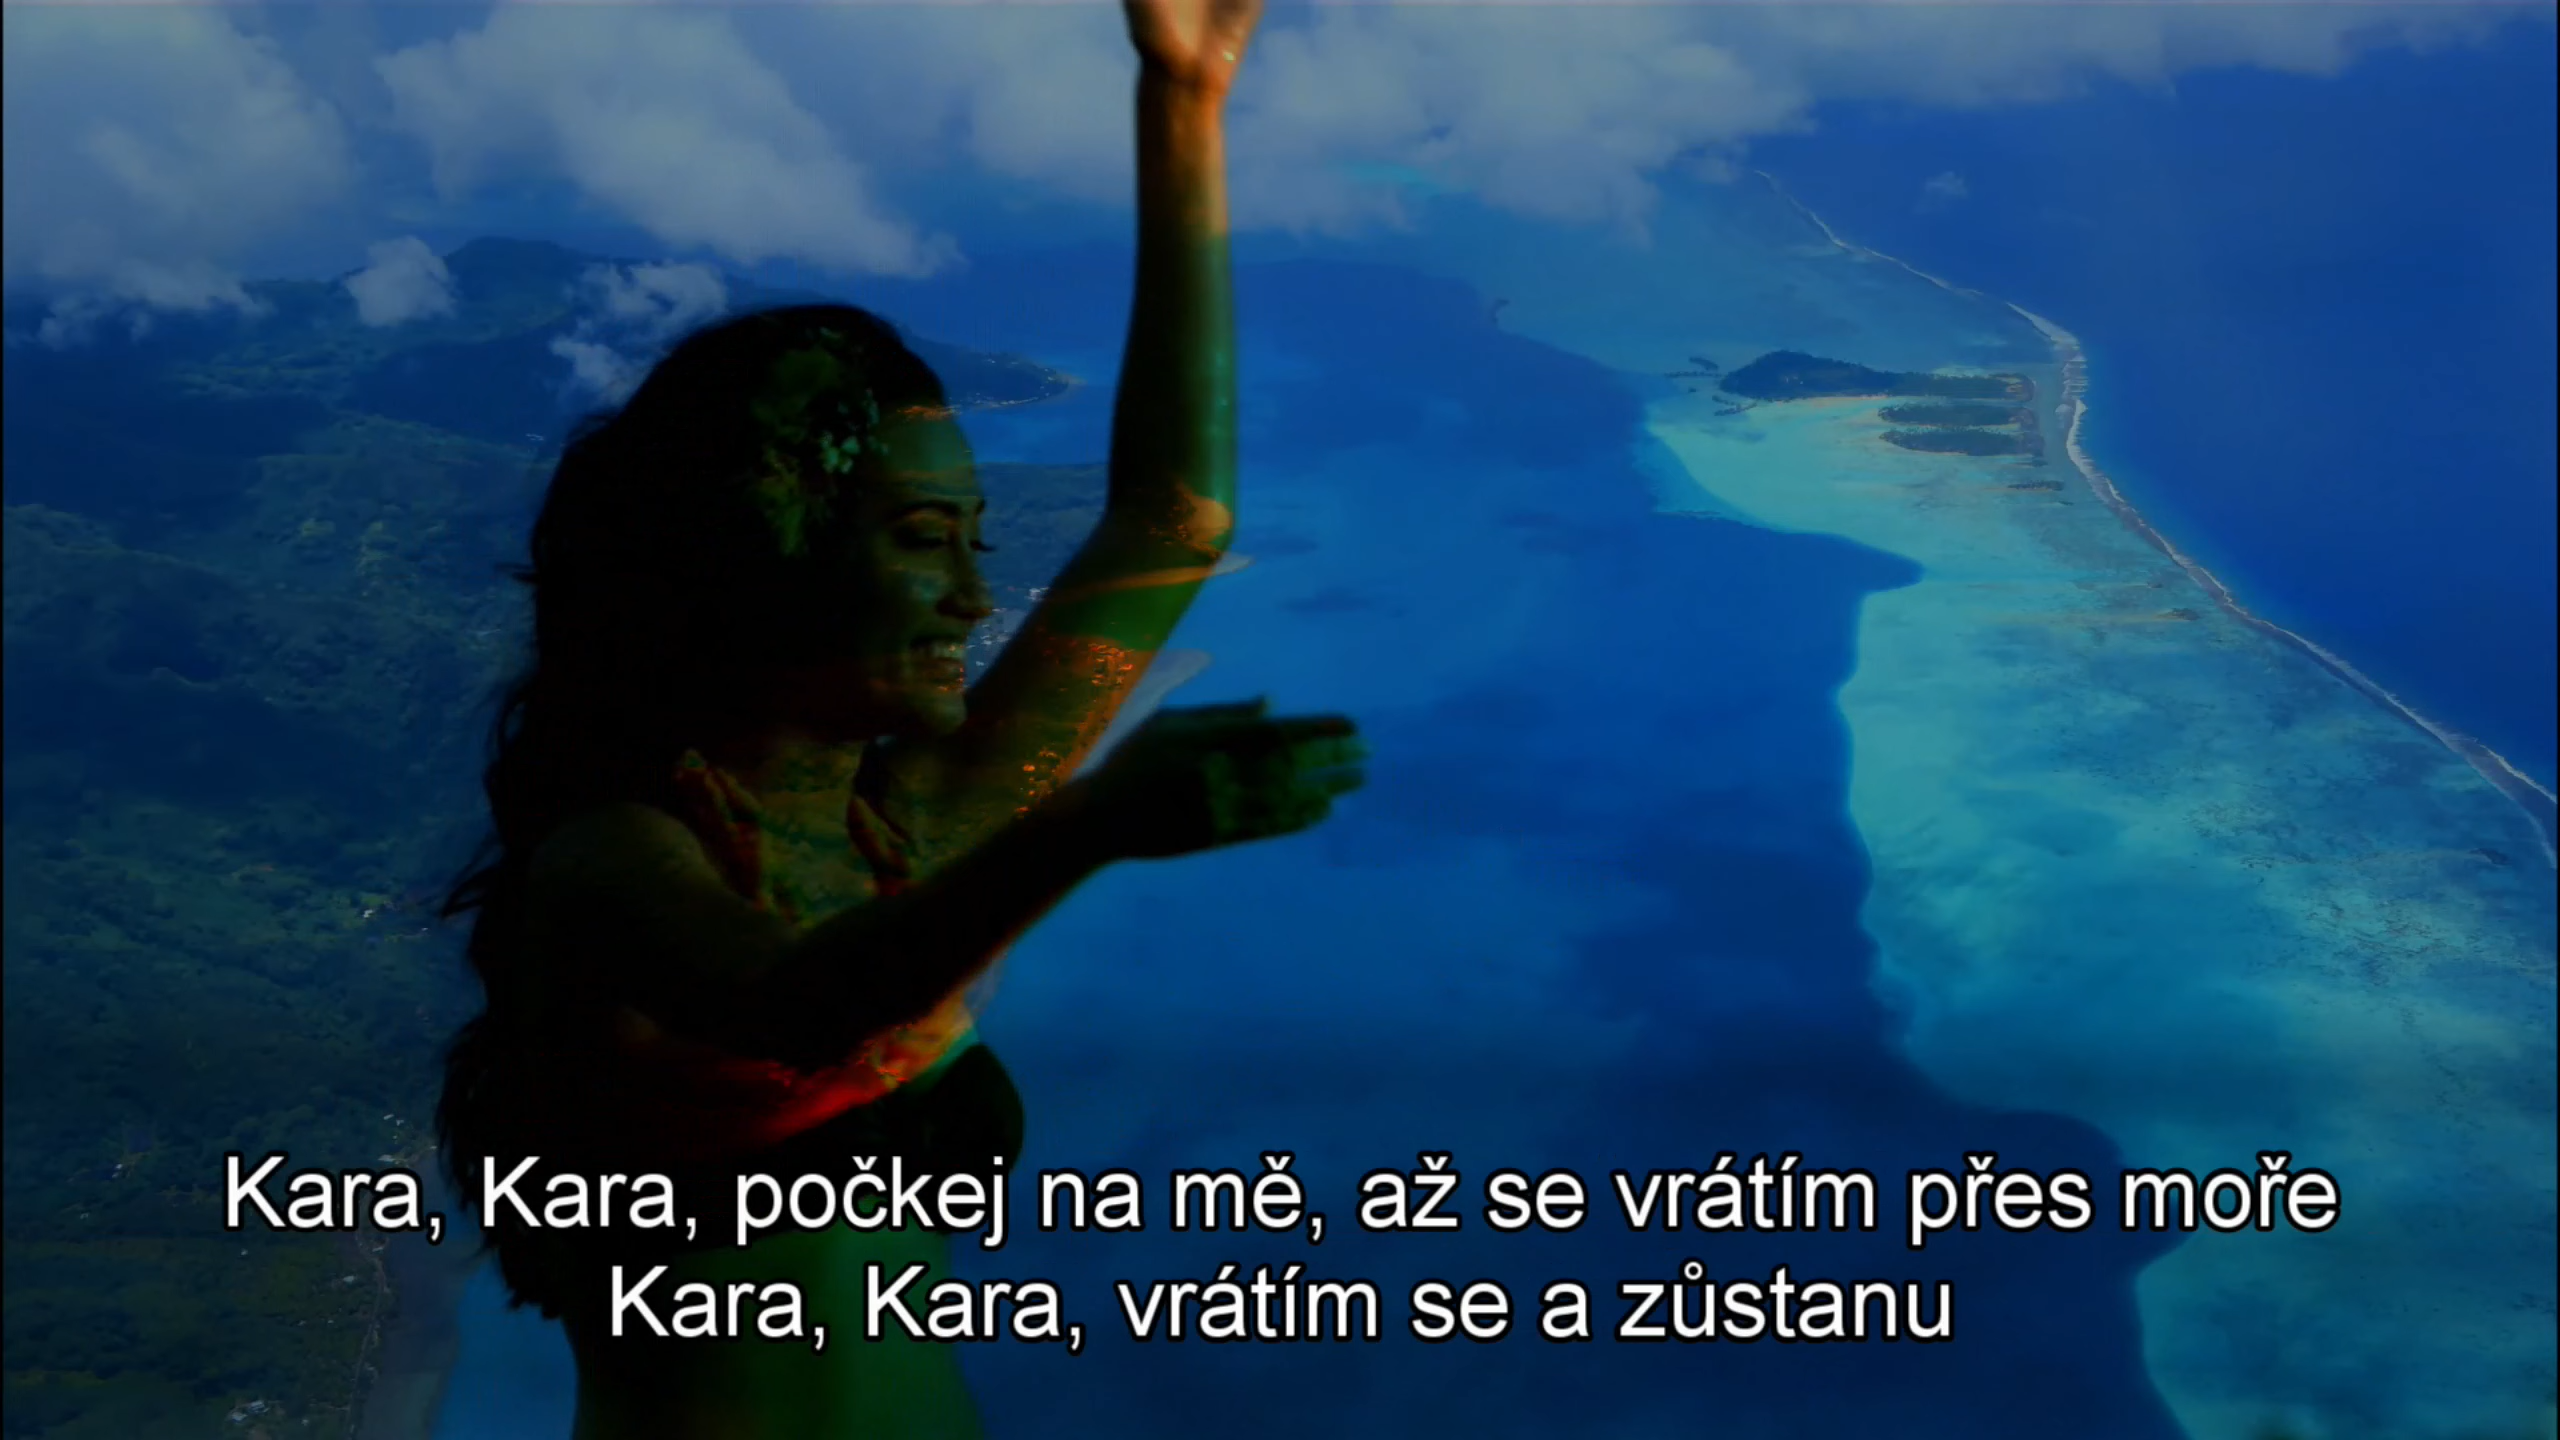 Kara, Kara, počkej na mě, až se vrátím přes moře
Kara, Kara, vrátím se a zůstanu